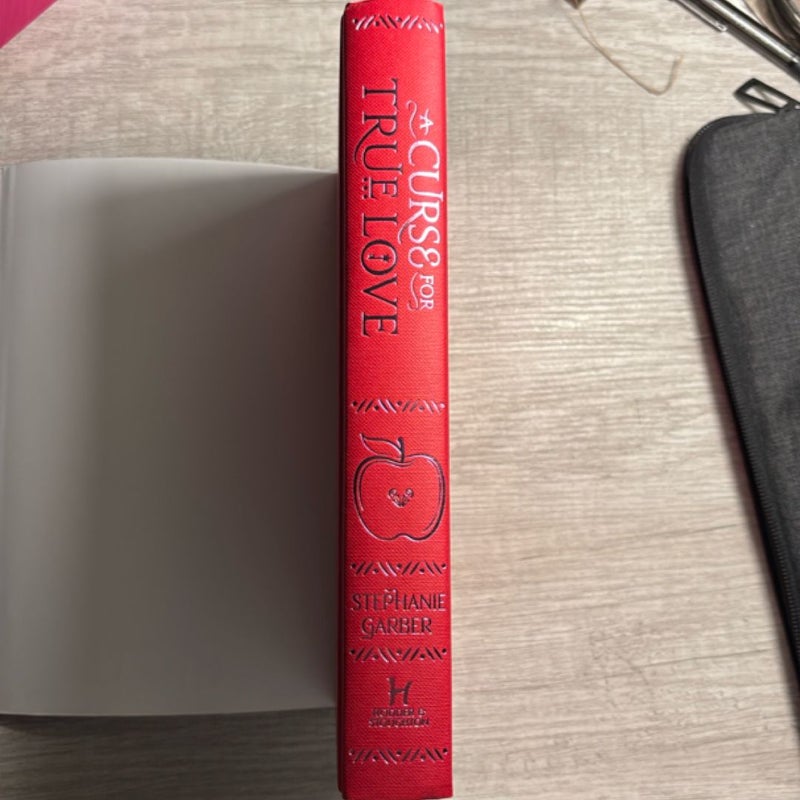 A CURSE FOR
TRUE LOVE
STEPHANIE
GARBER
H
HODDER &
STOUGHTON